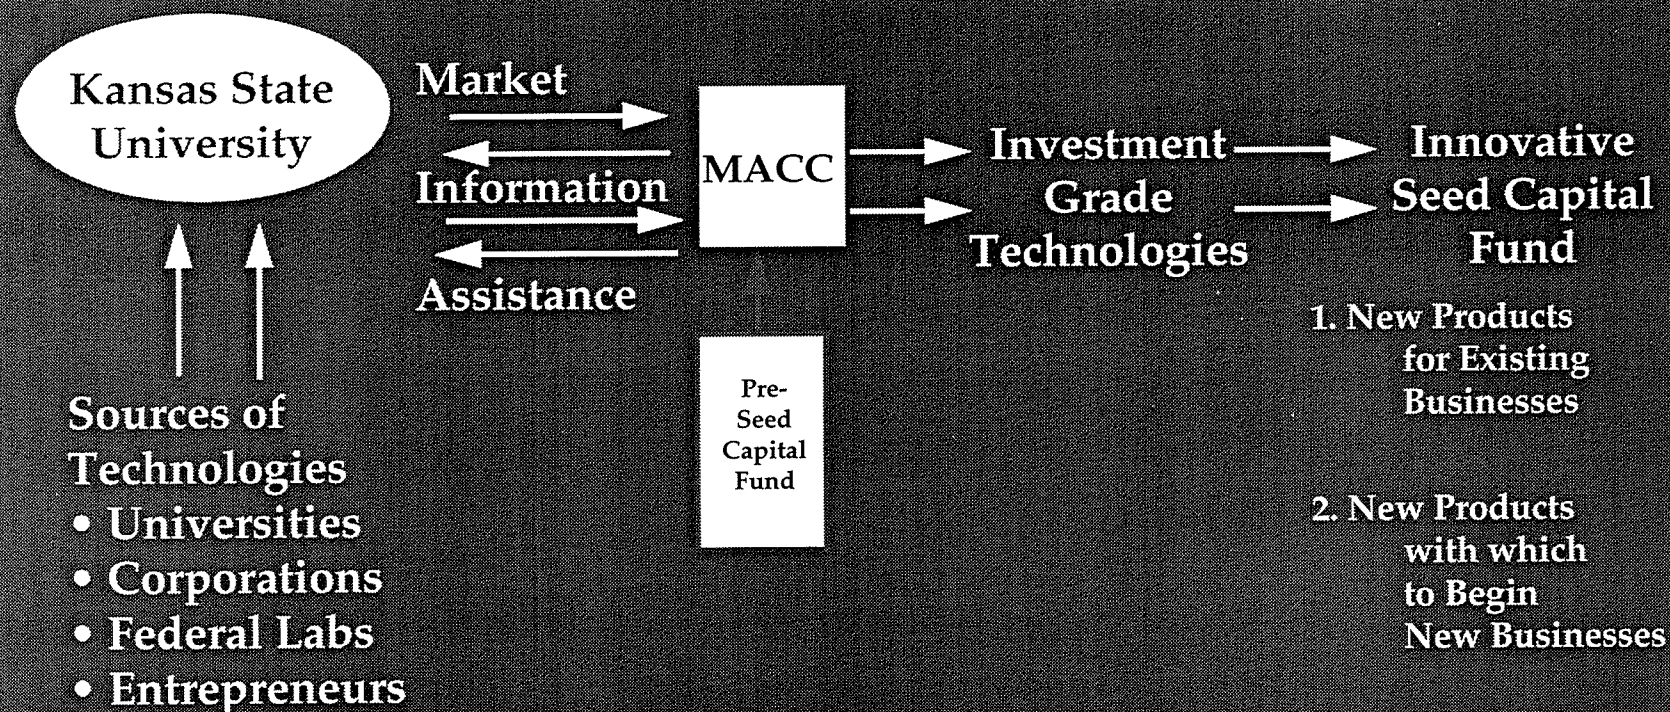 Kansas State
University
Market
Information
Assistance
MACC
Investment
Grade
Technologies
Innovative
Seed Capital
Fund
1. New Products
for Existing
Businesses
2. New Products
with which
to Begin
New Businesses
Pre-
Seed
Capital
Fund
Sources of
Technologies
• Universities
• Corporations
• Federal Labs
• Entrepreneurs